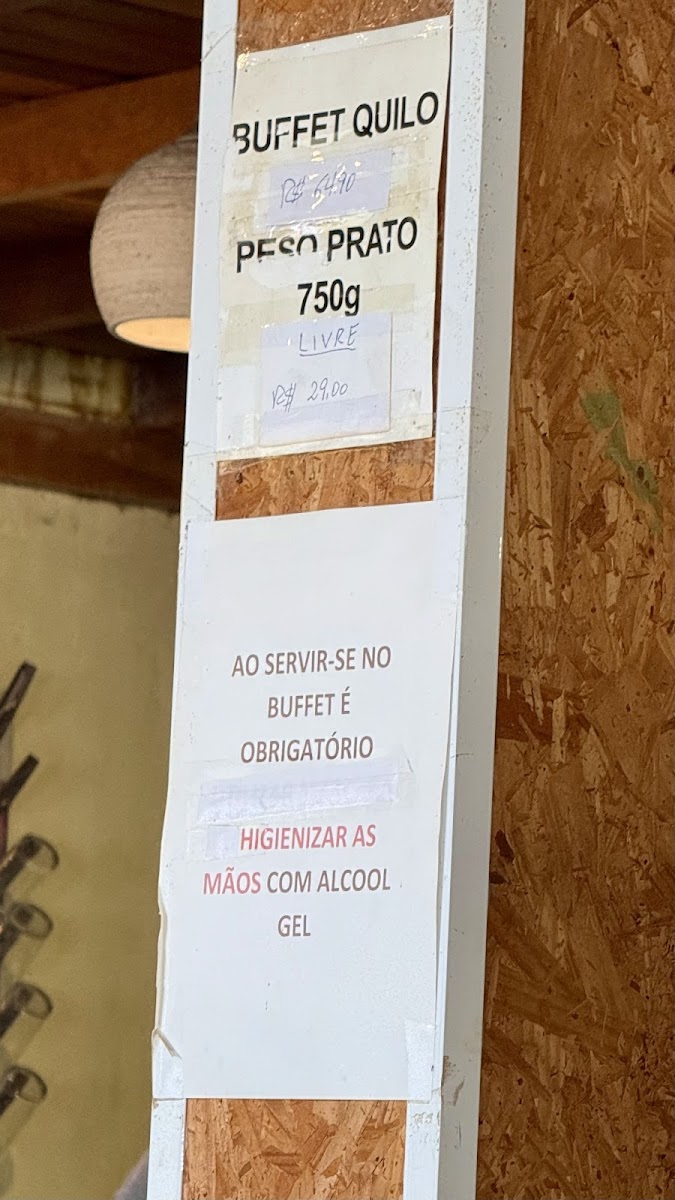 BUFFET QUILO
R$ 64.90
PESO PRATO
750g
LIVRE
R$ 29,00
AO SERVIR-SE NO
BUFFET É
OBRIGATÓRIO
HIGIENIZAR AS
MÃOS COM ALCOOL
GEL